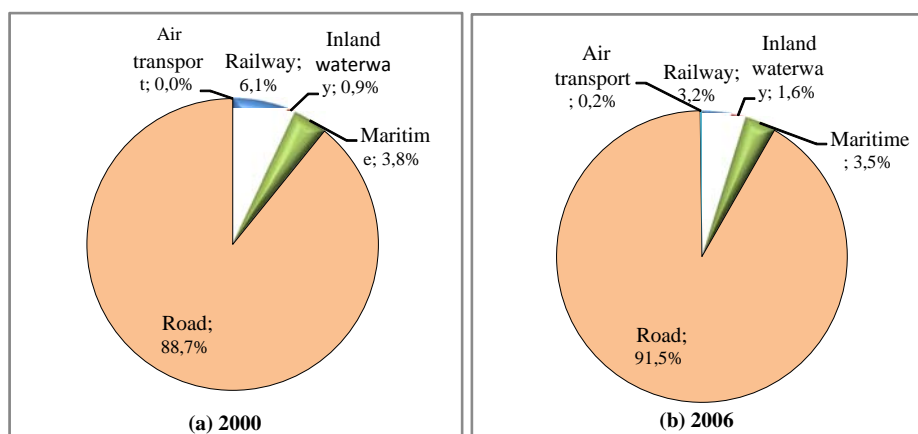 Air
transpor
t; 0,0%
Railway;
6,1%
Inland
waterwa
y; 0,9%
Maritim
e; 3,8%
Road;
88,7%
(a) 2000
Air
transport
; 0,2%
Railway;
3,2%
Inland
waterwa
y; 1,6%
Maritime
; 3,5%
Road;
91,5%
(b) 2006